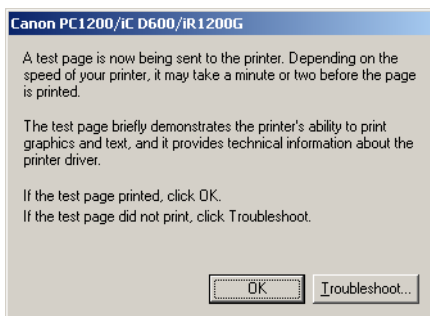 Canon PC1200/iC D600/iR1200G
A test page is now being sent to the printer. Depending on the
speed of your printer, it may take a minute or two before the page
is printed.
The test page briefly demonstrates the printer's ability to print
graphics and text, and it provides technical information about the
printer driver.
If the test page printed, click OK.
If the test page did not print, click Troubleshoot.
OK Troubleshoot...